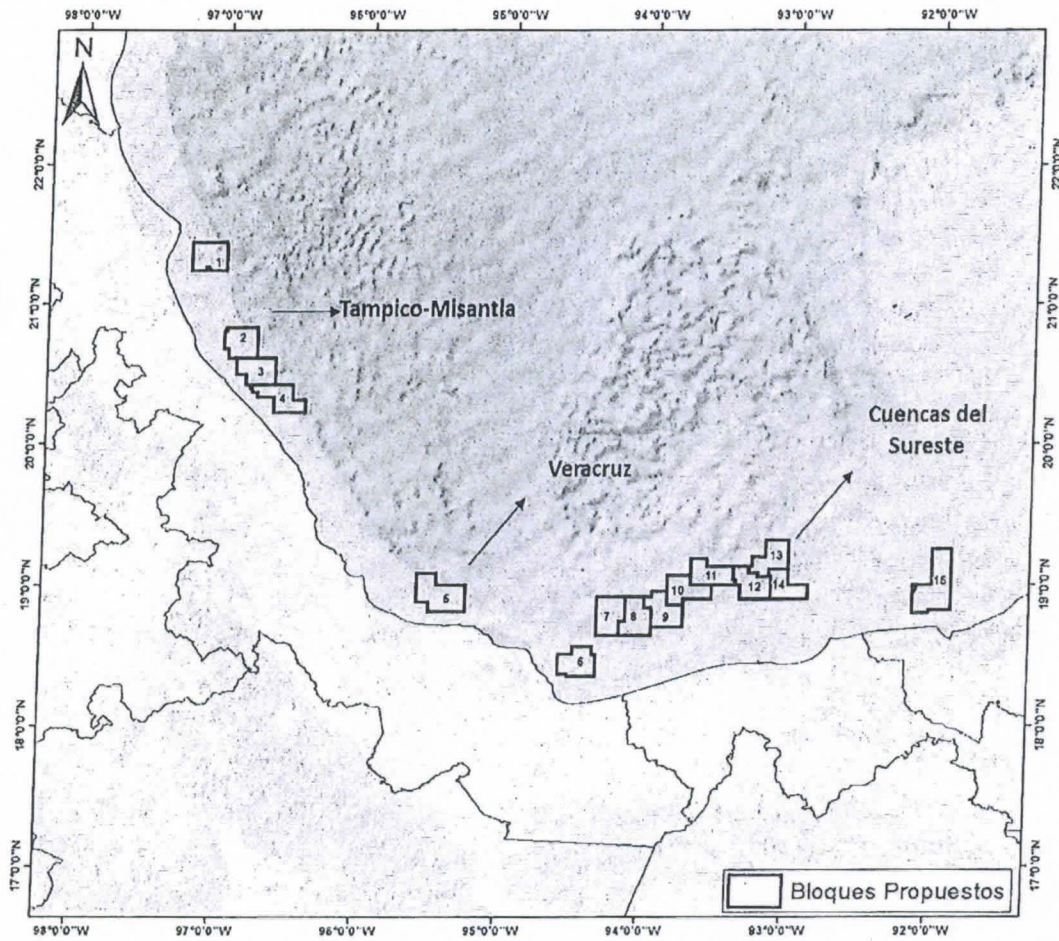 98°0'0"W 97°0'0"W 96°0'0"W 95°0'0"W 94°0'0"W 93°0'0"W 92°0'0"W
N
22°0'0"N 22°0'0"N
1
21°0'0"N Tampico-Misantla 21°0'0"N
2
3
4
20°0'0"N 20°0'0"N
Cuencas del
Sureste
Veracruz
13
11
15
19°0'0"N 5 10 12 14 19°0'0"N
7 8 9
6
18°0'0"N 18°0'0"N
17°0'0"N 17°0'0"N
Bloques Propuestos
98°0'0"W 97°0'0"W 96°0'0"W 95°0'0"W 94°0'0"W 93°0'0"W 92°0'0"W